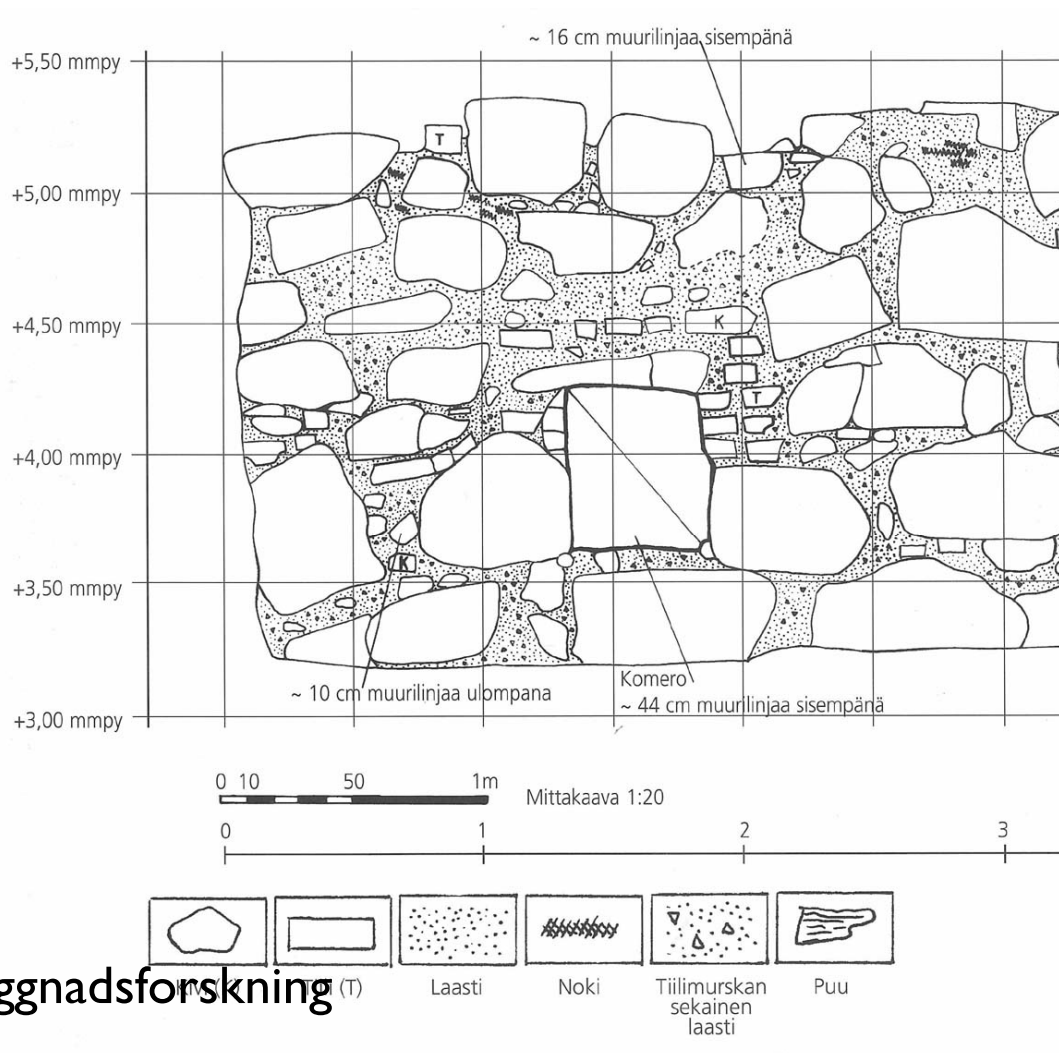 ~ 16 cm muurilinjaa sisempänä
+5,50 mmpy
T
+5,00 mmpy
+4,50 mmpy
K
T
+4,00 mmpy
K
+3,50 mmpy
~ 10 cm muurilinjaa ulompana
Komero
~ 44 cm muurilinjaa sisempänä
+3,00 mmpy
0 10 50 1m
Mittakaava 1:20
0 1 2 3
(T) Laasti Noki Tiilimurskan Puu
sekainen
laasti
ggnadsforskning